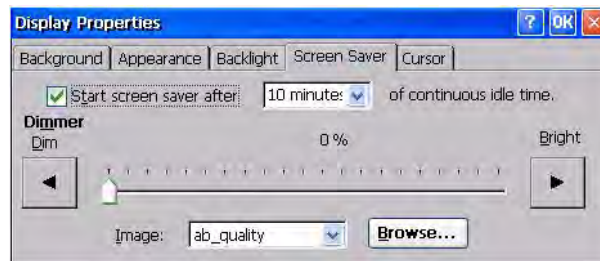 Display Properties ? OK ×
Background Appearance Backlight Screen Saver Cursor
Start screen saver after 10 minutes of continuous idle time.
Dimmer
Dim 0 % Bright
Image: ab_quality Browse...